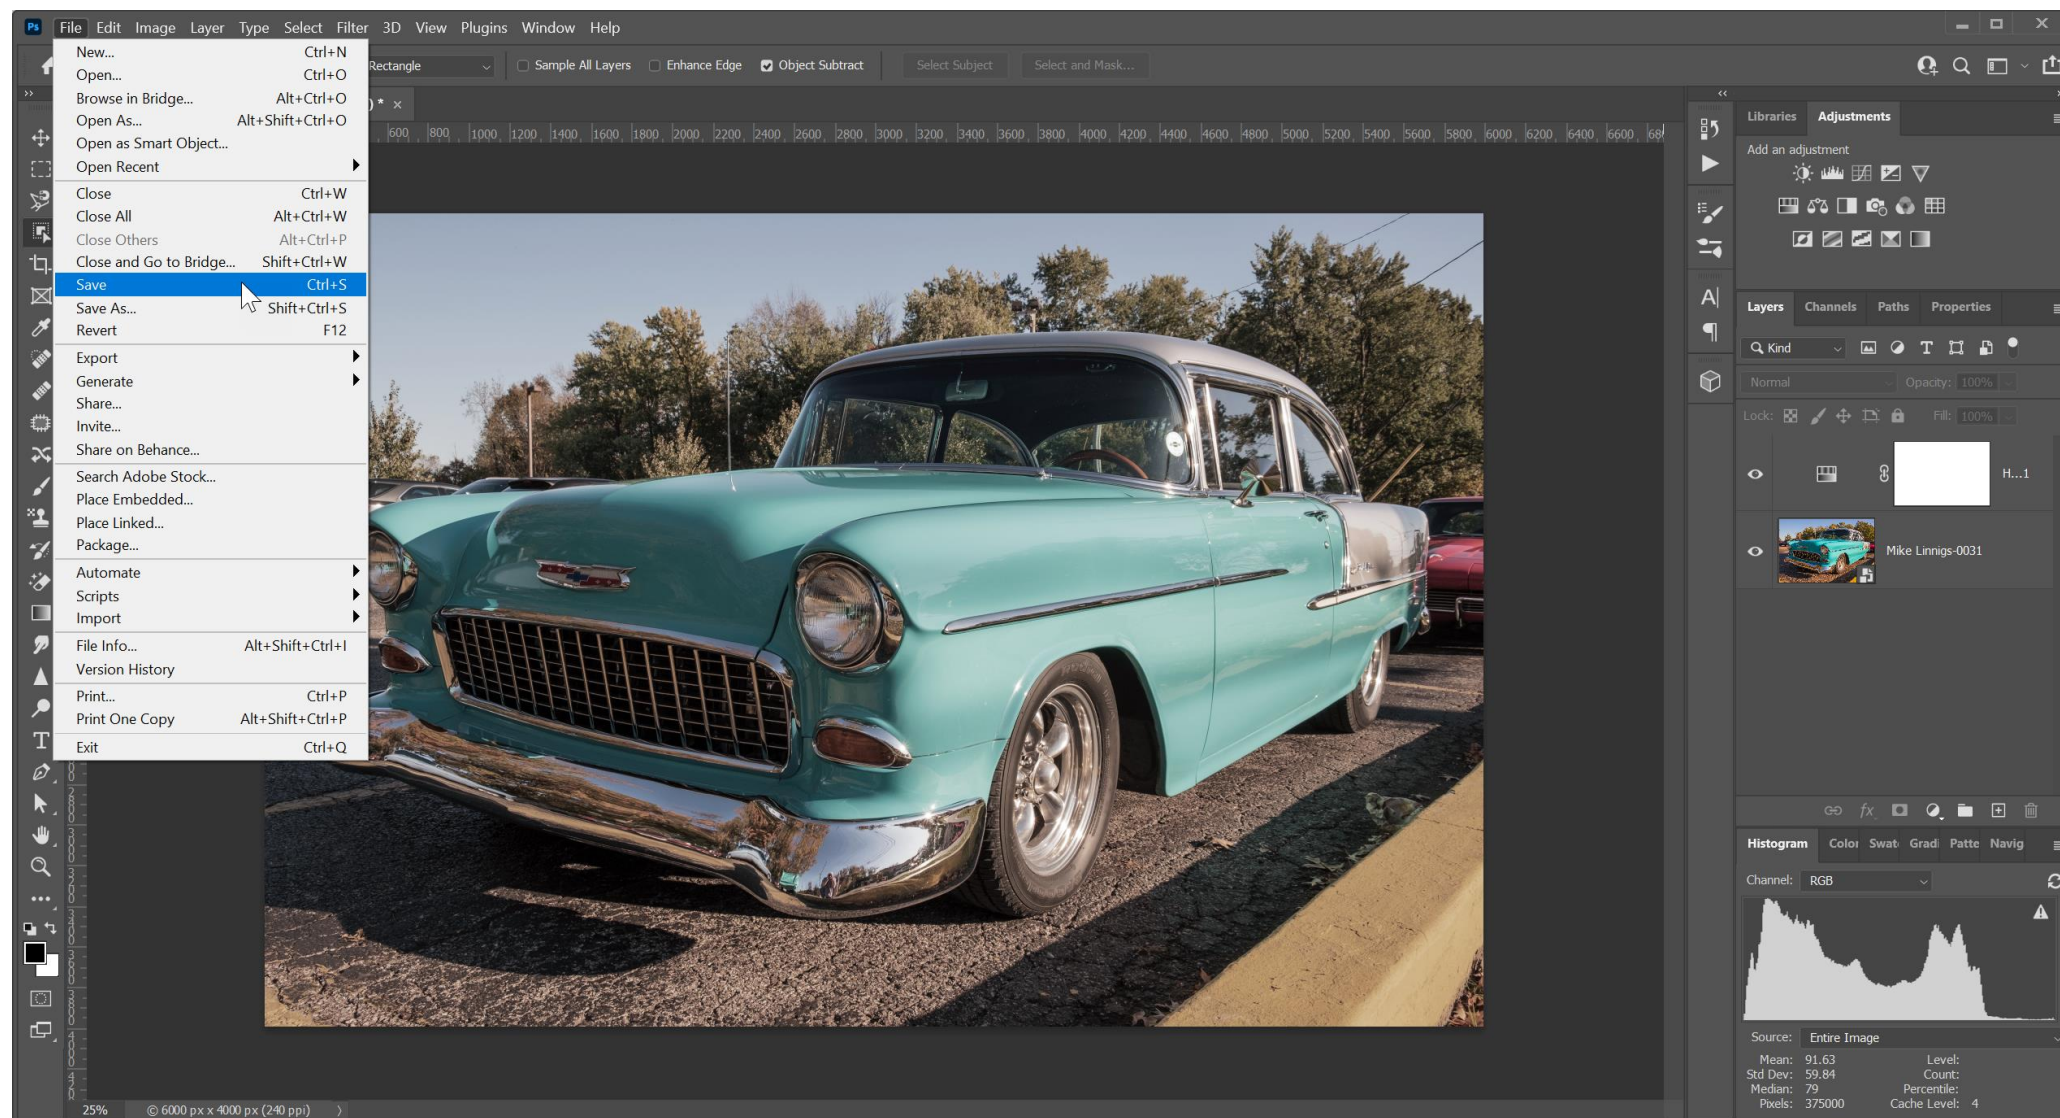 Ps File Edit Image Layer Type Select Filter 3D View Plugins Window Help
Rectangle Sample All Layers Enhance Edge Object Subtract Select Subject Select and Mask...
) * ×
600 800 1000 1200 1400 1600 1800 2000 2200 2400 2600 2800 3000 3200 3400 3600 3800 4000 4200 4400 4600 4800 5000 5200 5400 5600 5800 6000 6200 6400 6600
New... Ctrl+N
Open... Ctrl+O
Browse in Bridge... Alt+Ctrl+O
Open As... Alt+Shift+Ctrl+O
Open as Smart Object...
Open Recent
Close Ctrl+W
Close All Alt+Ctrl+W
Close Others Alt+Ctrl+P
Close and Go to Bridge... Shift+Ctrl+W
Save Ctrl+S
Save As... Shift+Ctrl+S
Revert F12
Export
Generate
Share...
Invite...
Share on Behance...
Search Adobe Stock...
Place Embedded...
Place Linked...
Package...
Automate
Scripts
Import
File Info... Alt+Shift+Ctrl+I
Version History
Print... Ctrl+P
Print One Copy Alt+Shift+Ctrl+P
Exit Ctrl+Q
Libraries Adjustments
Add an adjustment
Layers Channels Paths Properties
Kind
Normal Opacity: 100%
Lock: Fill: 100%
H...1
Mike Linnigs-0031
fx
Histogram Color Swat Gradi Patte Navig
Channel: RGB
Source: Entire Image
Mean: 91.63 Level:
Std Dev: 59.84 Count:
Median: 79 Percentile:
Pixels: 375000 Cache Level: 4
25% © 6000 px x 4000 px (240 ppi)